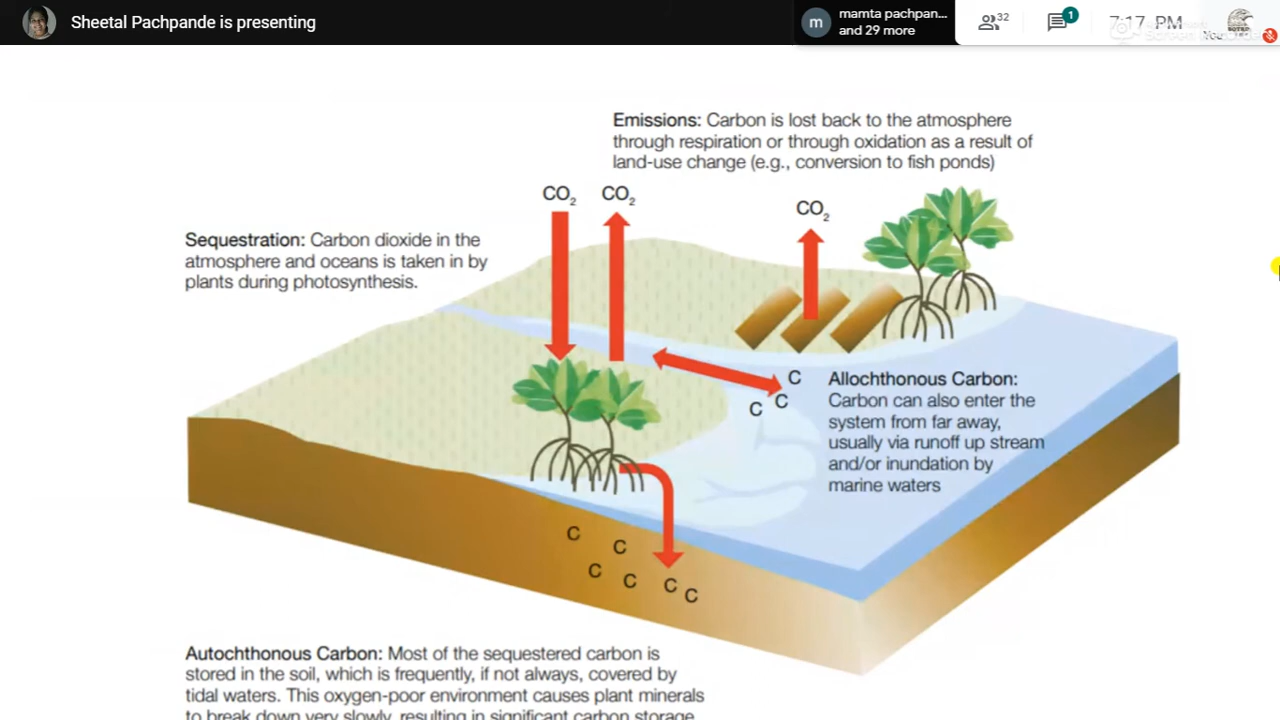 Sheetal Pachpande is presenting
m
mamta pachpan...
and 29 more
32
1
7:17 PM
You
Emissions: Carbon is lost back to the atmosphere
through respiration or through oxidation as a result of
land-use change (e.g., conversion to fish ponds)
CO2 CO2
CO2
Sequestration: Carbon dioxide in the
atmosphere and oceans is taken in by
plants during photosynthesis.
C
C C
Allochthonous Carbon:
Carbon can also enter the
system from far away,
usually via runoff up stream
and/or inundation by
marine waters
C
C
C C C C
Autochthonous Carbon: Most of the sequestered carbon is
stored in the soil, which is frequently, if not always, covered by
tidal waters. This oxygen-poor environment causes plant minerals
to break down very slowly, resulting in significant carbon storage.